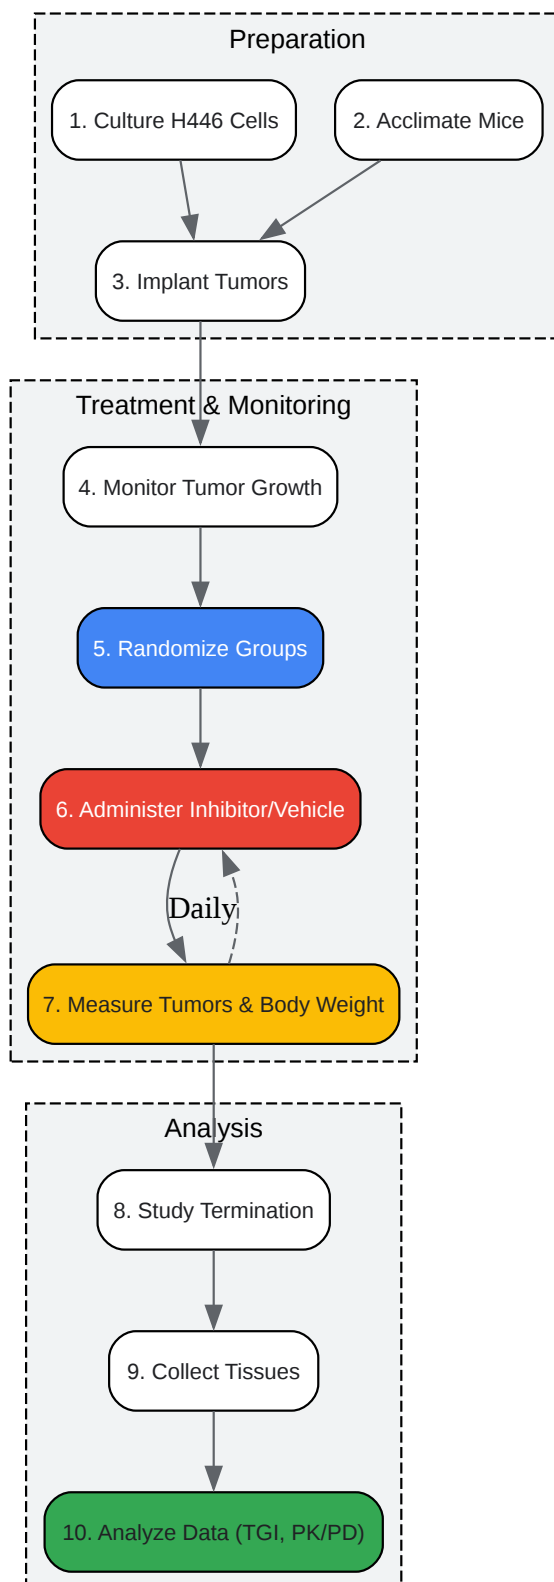 Preparation
1. Culture H446 Cells
2. Acclimate Mice
3. Implant Tumors
Treatment & Monitoring
4. Monitor Tumor Growth
5. Randomize Groups
6. Administer Inhibitor/Vehicle
Daily
7. Measure Tumors & Body Weight
Analysis
8. Study Termination
9. Collect Tissues
10. Analyze Data (TGI, PK/PD)